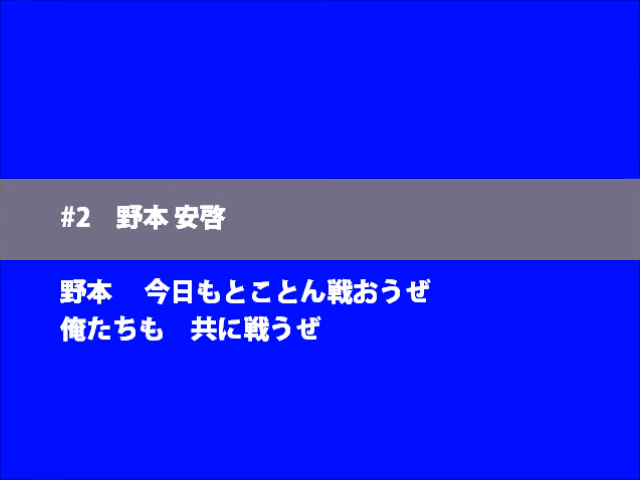 #2　野本 安啓
野本　今日もとことん戦おうぜ
俺たちも　共に戦うぜ